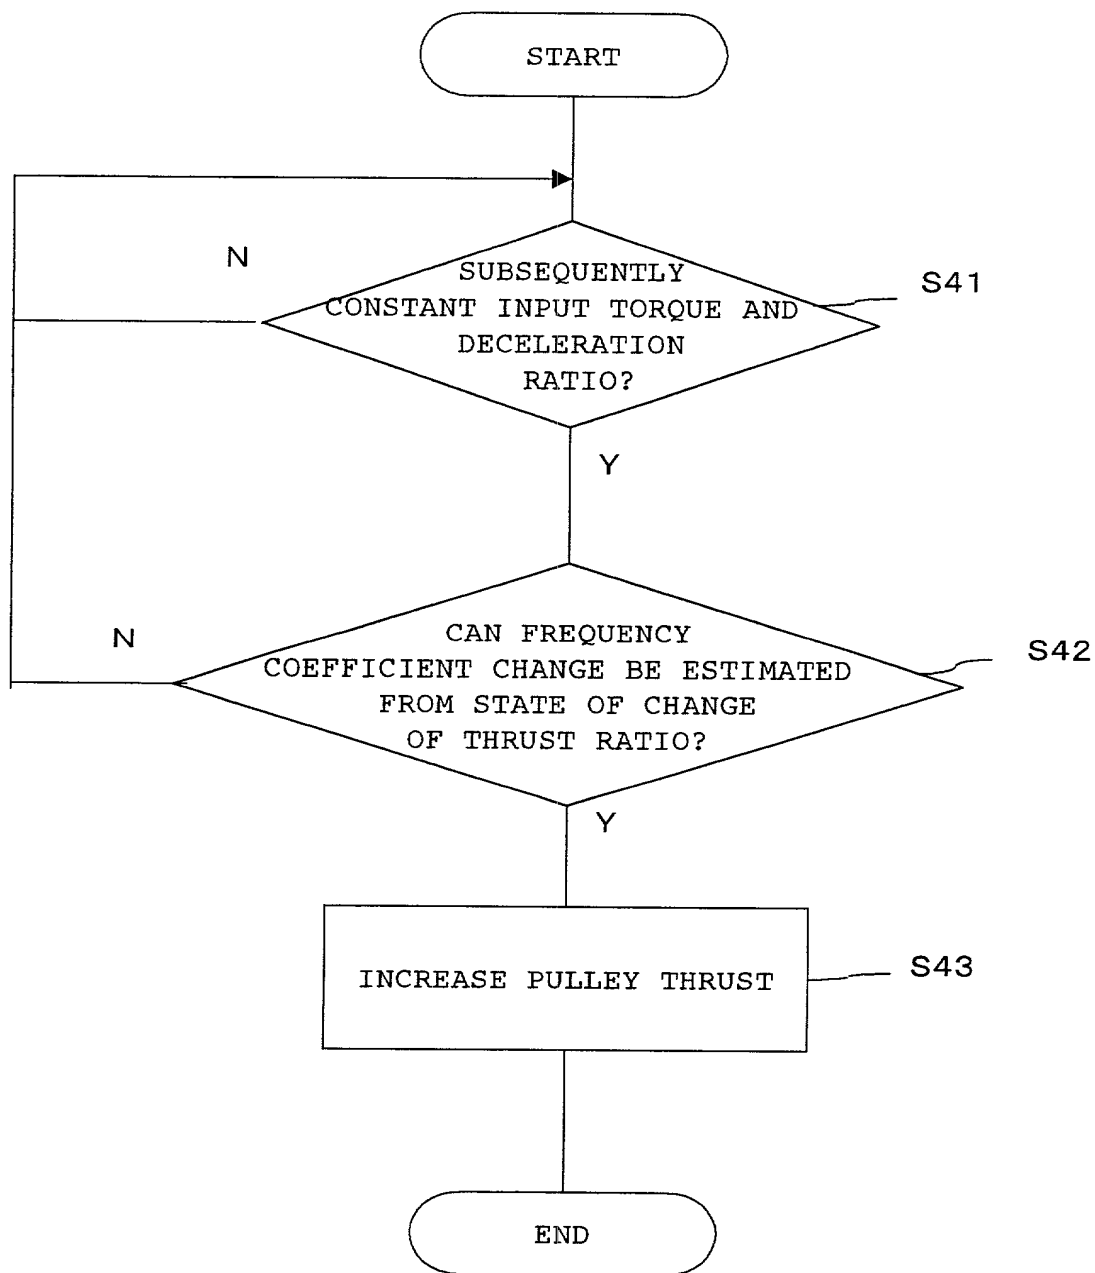 START
N
SUBSEQUENTLY
CONSTANT INPUT TORQUE AND
DECELERATION
RATIO?
S41
Y
N
CAN FREQUENCY
COEFFICIENT CHANGE BE ESTIMATED
FROM STATE OF CHANGE
OF THRUST RATIO?
S42
Y
INCREASE PULLEY THRUST
S43
END